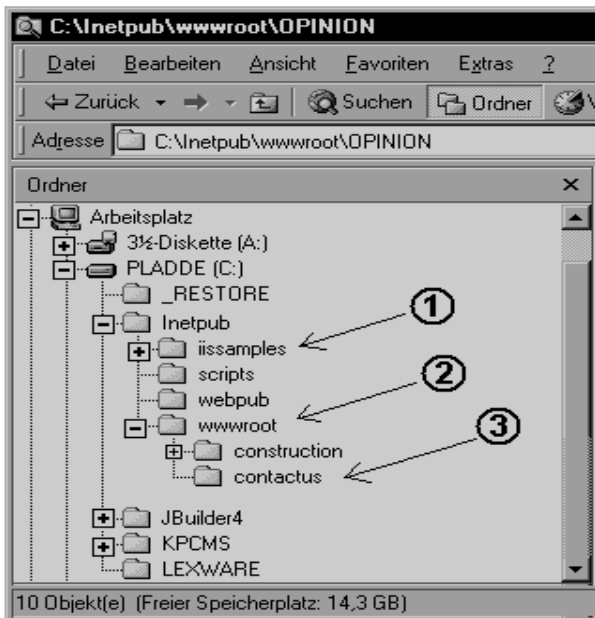 C:\Inetpub\wwwroot\OPINION
Datei Bearbeiten Ansicht Favoriten Extras ?
Zurück Suchen Ordner
Adresse C:\Inetpub\wwwroot\OPINION
Ordner
Arbeitsplatz
3½-Diskette (A:)
PLADDE (C:)
_RESTORE
Inetpub
1
iissamples
scripts
2
webpub
wwwroot
3
construction
contactus
JBuilder4
KPCMS
LEXWARE
10 Objekt(e) (Freier Speicherplatz: 14,3 GB)